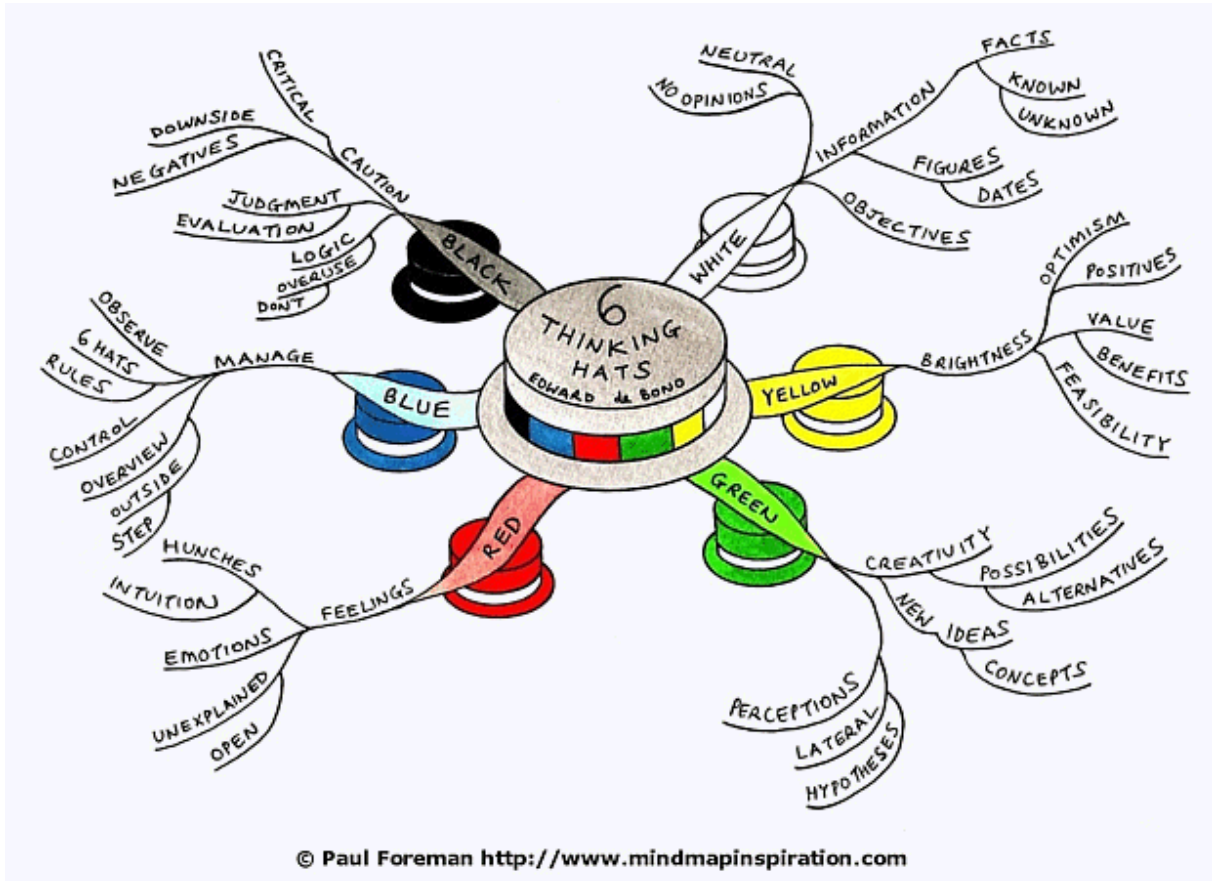 6
THINKING
HATS
EDWARD de BONO
WHITE
NEUTRAL
NO OPINIONS
INFORMATION
FACTS
KNOWN
UNKNOWN
FIGURES
DATES
OBJECTIVES
YELLOW
BRIGHTNESS
OPTIMISM
POSITIVES
VALUE
BENEFITS
FEASIBILITY
GREEN
CREATIVITY
POSSIBILITIES
ALTERNATIVES
NEW IDEAS
CONCEPTS
PERCEPTIONS
LATERAL
HYPOTHESES
RED
FEELINGS
HUNCHES
INTUITION
EMOTIONS
UNEXPLAINED
OPEN
BLUE
MANAGE
OBSERVE
6 HATS
RULES
CONTROL
OVERVIEW
OUTSIDE
STEP
BLACK
CAUTION
CRITICAL
DOWNSIDE
NEGATIVES
JUDGMENT
EVALUATION
LOGIC
OVERUSE
DON'T
© Paul Foreman http://www.mindmapinspiration.com